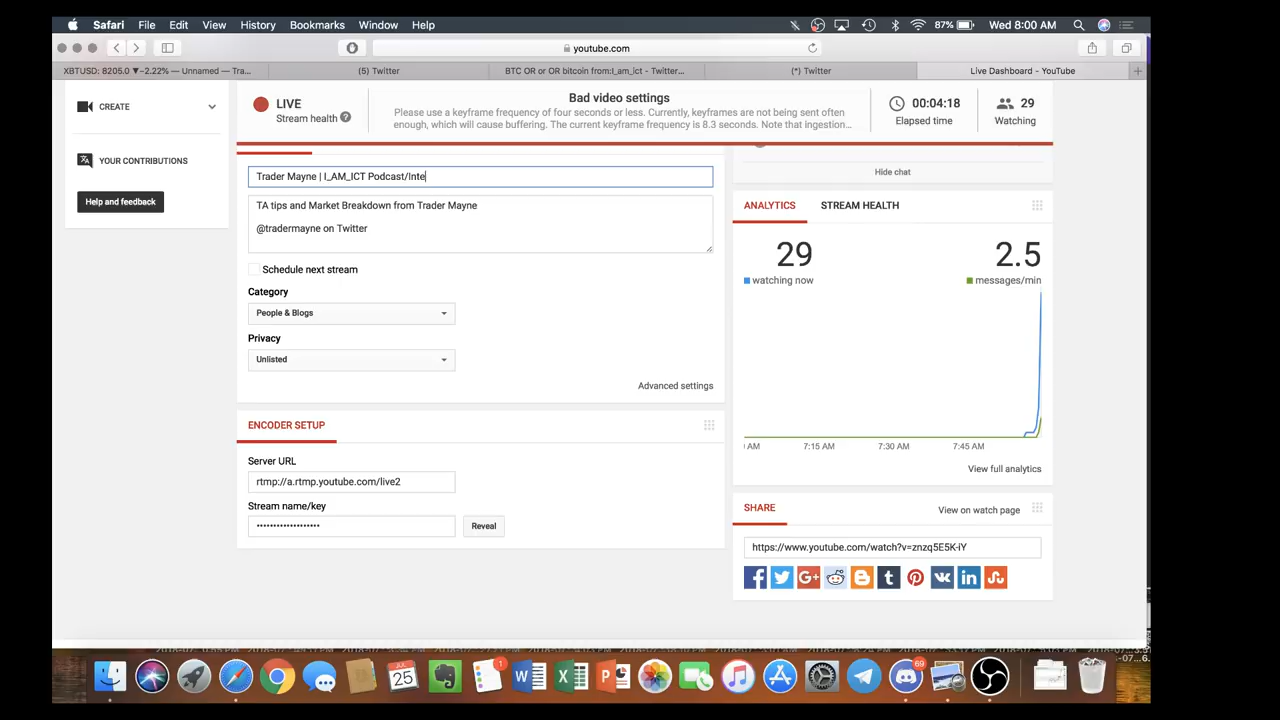 Safari File Edit View History Bookmarks Window Help 87% Wed 8:00 AM
youtube.com
XBTUSD: 8205.0 ▼-2.22% — Unnamed — Tra... (5) Twitter BTC OR or OR bitcoin from:I_am_ict - Twitter... (*) Twitter Live Dashboard - YouTube
CREATE
YOUR CONTRIBUTIONS
Help and feedback
LIVE
Stream health ?
Bad video settings
Please use a keyframe frequency of four seconds or less. Currently, keyframes are not being sent often
enough, which will cause buffering. The current keyframe frequency is 8.3 seconds. Note that ingestion...
00:04:18
Elapsed time
29
Watching
Trader Mayne | I_AM_ICT Podcast/Inte
TA tips and Market Breakdown from Trader Mayne
@tradermayne on Twitter
Schedule next stream
Category
People & Blogs
Privacy
Unlisted
Advanced settings
ENCODER SETUP
Server URL
rtmp://a.rtmp.youtube.com/live2
Stream name/key
••••••••••••••••••
Reveal
Hide chat
ANALYTICS STREAM HEALTH
29 2.5
watching now messages/min
AM 7:15 AM 7:30 AM 7:45 AM
View full analytics
SHARE View on watch page
https://www.youtube.com/watch?v=znzq5E5K-iY
JUL
25
1
69